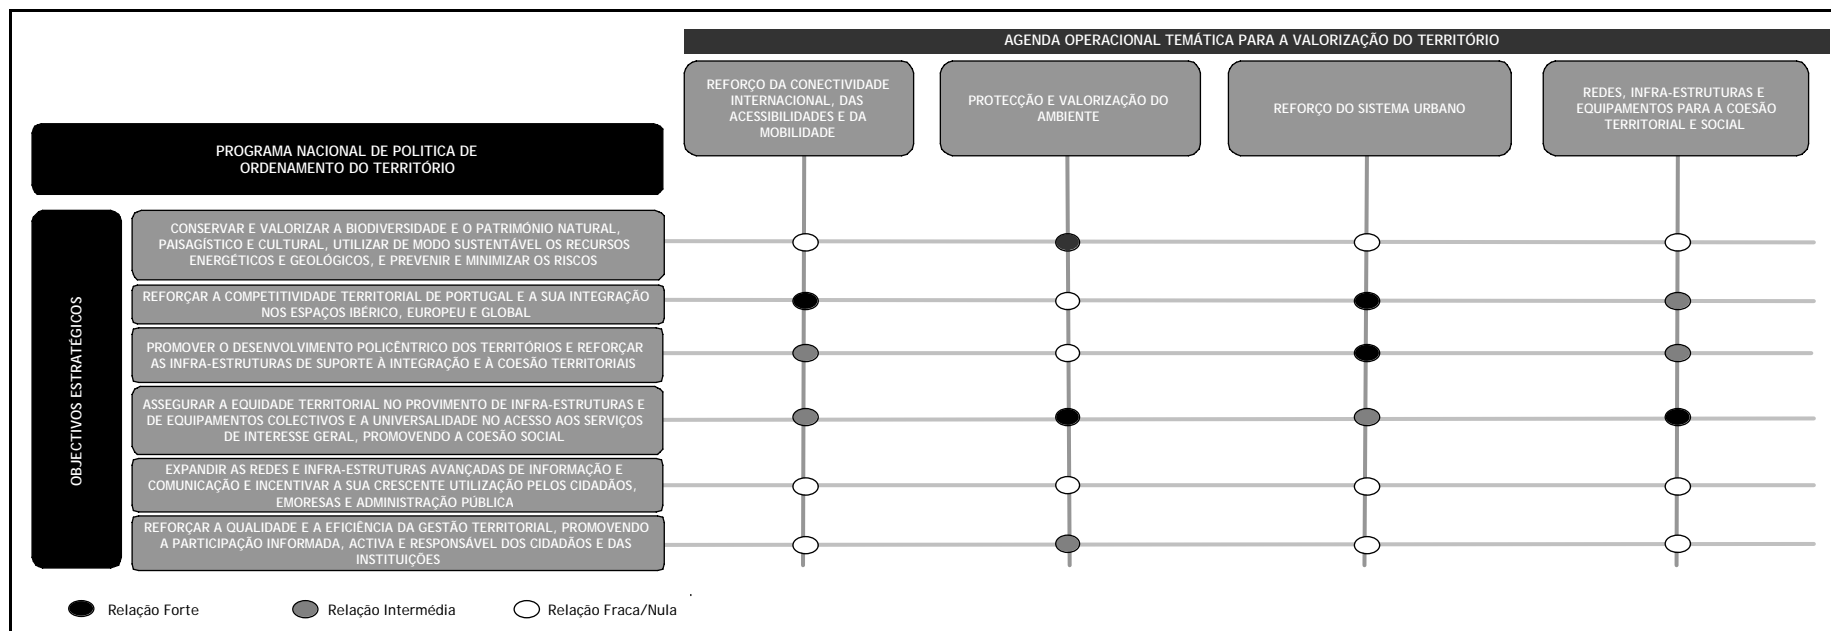 AGENDA OPERACIONAL TEMÁTICA PARA A VALORIZAÇÃO DO TERRITÓRIO
REFORÇO DA CONECTIVIDADE
INTERNACIONAL, DAS
ACESSIBILIDADES E DA
MOBILIDADE
PROTECÇÃO E VALORIZAÇÃO DO
AMBIENTE
REFORÇO DO SISTEMA URBANO
REDES, INFRA-ESTRUTURAS E
EQUIPAMENTOS PARA A COESÃO
TERRITORIAL E SOCIAL
PROGRAMA NACIONAL DE POLITICA DE
ORDENAMENTO DO TERRITÓRIO
OBJECTIVOS ESTRATÉGICOS
CONSERVAR E VALORIZAR A BIODIVERSIDADE E O PATRIMÓNIO NATURAL,
PAISAGÍSTICO E CULTURAL, UTILIZAR DE MODO SUSTENTÁVEL OS RECURSOS
ENERGÉTICOS E GEOLÓGICOS, E PREVENIR E MINIMIZAR OS RISCOS
REFORÇAR A COMPETITIVIDADE TERRITORIAL DE PORTUGAL E A SUA INTEGRAÇÃO
NOS ESPAÇOS IBÉRICO, EUROPEU E GLOBAL
PROMOVER O DESENVOLVIMENTO POLICÊNTRICO DOS TERRITÓRIOS E REFORÇAR
AS INFRA-ESTRUTURAS DE SUPORTE À INTEGRAÇÃO E À COESÃO TERRITORIAIS
ASSEGURAR A EQUIDADE TERRITORIAL NO PROVIMENTO DE INFRA-ESTRUTURAS E
DE EQUIPAMENTOS COLECTIVOS E A UNIVERSALIDADE NO ACESSO AOS SERVIÇOS
DE INTERESSE GERAL, PROMOVENDO A COESÃO SOCIAL
EXPANDIR AS REDES E INFRA-ESTRUTURAS AVANÇADAS DE INFORMAÇÃO E
COMUNICAÇÃO E INCENTIVAR A SUA CRESCENTE UTILIZAÇÃO PELOS CIDADÃOS,
EMORESAS E ADMINISTRAÇÃO PÚBLICA
REFORÇAR A QUALIDADE E A EFICIÊNCIA DA GESTÃO TERRITORIAL, PROMOVENDO
A PARTICIPAÇÃO INFORMADA, ACTIVA E RESPONSÁVEL DOS CIDADÃOS E DAS
INSTITUIÇÕES
Relação Forte
Relação Intermédia
Relação Fraca/Nula